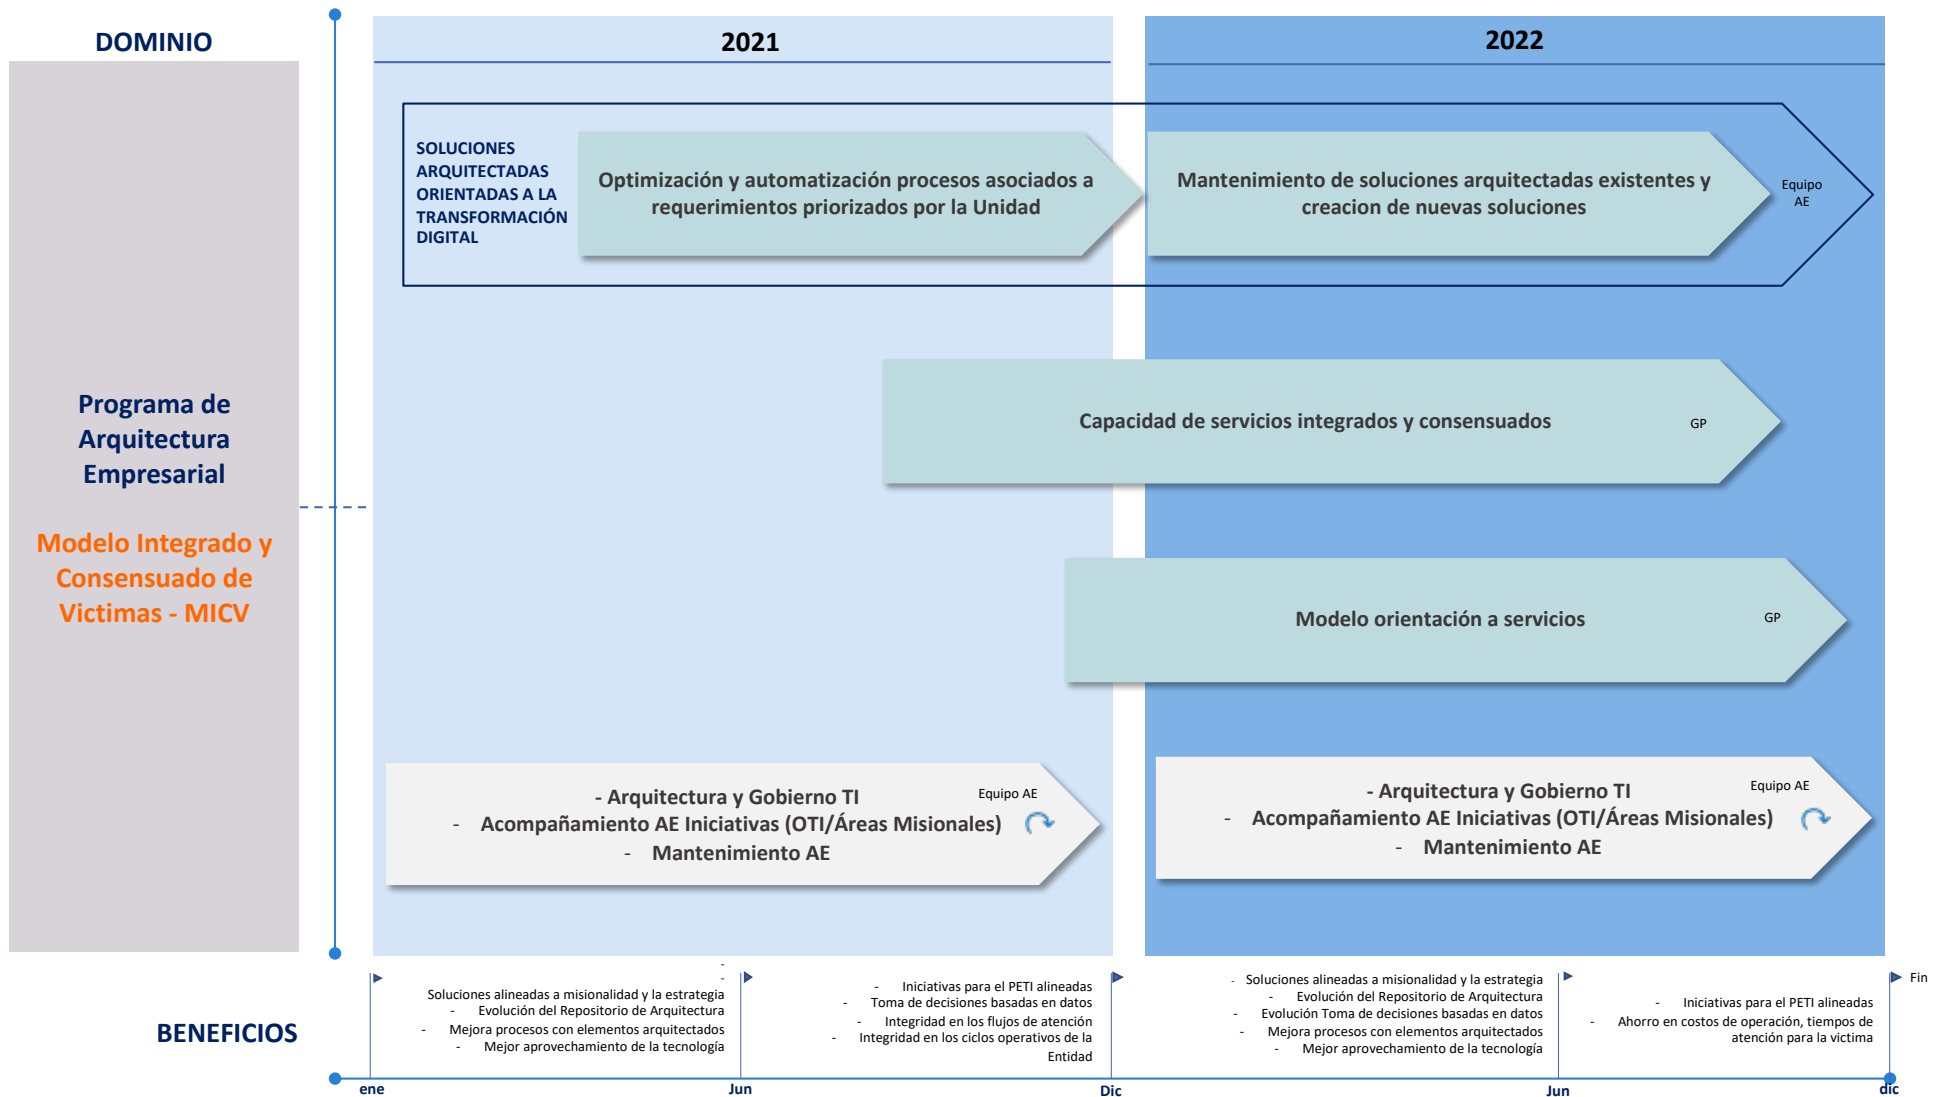 DOMINIO
2021
2022
SOLUCIONES
ARQUITECTADAS
ORIENTADAS A LA
TRANSFORMACIÓN
DIGITAL
Optimización y automatización procesos asociados a
requerimientos priorizados por la Unidad
Mantenimiento de soluciones arquitectadas existentes y
creacion de nuevas soluciones
Equipo
AE
Programa de
Arquitectura
Empresarial
Modelo Integrado y
Consensuado de
Victimas - MICV
Capacidad de servicios integrados y consensuados
GP
Modelo orientación a servicios
GP
- Arquitectura y Gobierno TI
- Acompañamiento AE Iniciativas (OTI/Áreas Misionales)
- Mantenimiento AE
Equipo AE
- Arquitectura y Gobierno TI
- Acompañamiento AE Iniciativas (OTI/Áreas Misionales)
- Mantenimiento AE
Equipo AE
BENEFICIOS
-
-
Soluciones alineadas a misionalidad y la estrategia
- Evolución del Repositorio de Arquitectura
- Mejora procesos con elementos arquitectados
- Mejor aprovechamiento de la tecnología
- Iniciativas para el PETI alineadas
- Toma de decisiones basadas en datos
- Integridad en los flujos de atención
- Integridad en los ciclos operativos de la
Entidad
- Soluciones alineadas a misionalidad y la estrategia
- Evolución del Repositorio de Arquitectura
- Evolución Toma de decisiones basadas en datos
- Mejora procesos con elementos arquitectados
- Mejor aprovechamiento de la tecnología
- Iniciativas para el PETI alineadas
- Ahorro en costos de operación, tiempos de
atención para la victima
Fin
ene
Jun
Dic
Jun
dic